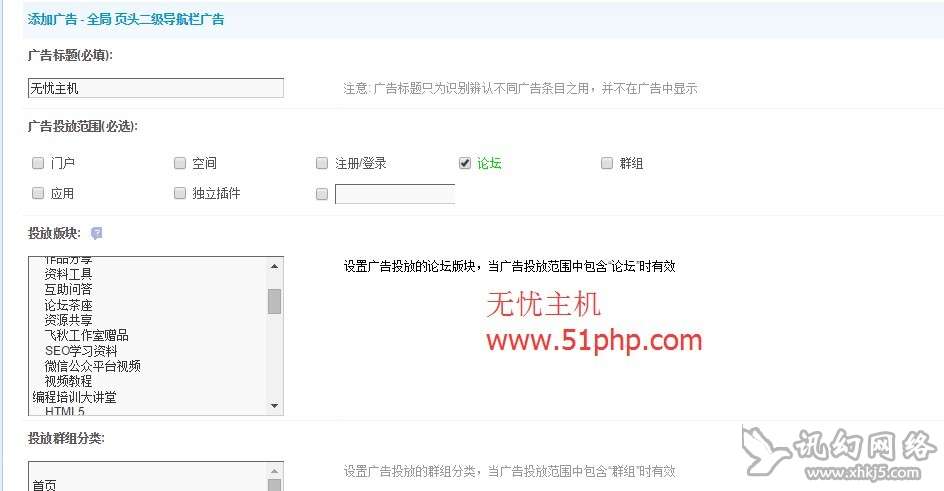 添加广告 - 全局 页头二级导航栏广告
广告标题(必填):
无忧主机
注意: 广告标题只为识别辨认不同广告条目之用，并不在广告中显示
广告投放范围(必选):
门户 空间 注册/登录 论坛 群组
应用 独立插件
投放版块: ?
作品分享
资料工具
互助问答
论坛茶座
资源共享
飞秋工作室赠品
SEO学习资料
微信公众平台视频
视频教程
编程培训大讲堂
HTML5
设置广告投放的论坛版块，当广告投放范围中包含“论坛”时有效
无忧主机
www.51php.com
投放群组分类:
首页
设置广告投放的群组分类，当广告投放范围中包含“群组”时有效
讯幻网络
www.xhkj5.com